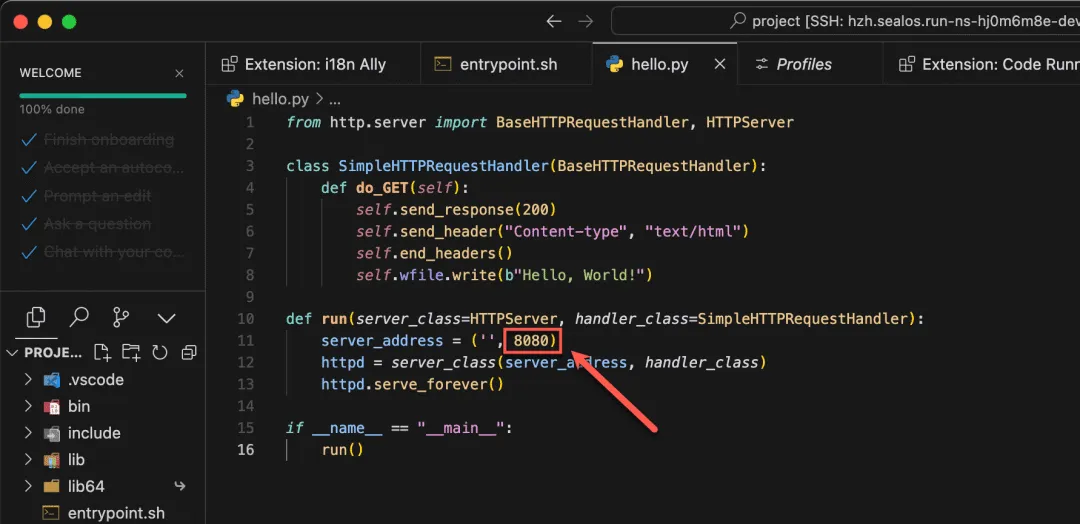 project [SSH: hzh.sealos.run-ns-hj0m6m8e-dev
WELCOME
100% done
Finish onboarding
Accept an autoco...
Prompt an edit
Ask a question
Chat with your co...
PROJE...
.vscode
bin
include
lib
lib64
entrypoint.sh
Extension: i18n Ally
entrypoint.sh
hello.py
Profiles
Extension: Code Runn
hello.py > ...
1 from http.server import BaseHTTPRequestHandler, HTTPServer
2
3 class SimpleHTTPRequestHandler(BaseHTTPRequestHandler):
4     def do_GET(self):
5         self.send_response(200)
6         self.send_header("Content-type", "text/html")
7         self.end_headers()
8         self.wfile.write(b"Hello, World!")
9
10 def run(server_class=HTTPServer, handler_class=SimpleHTTPRequestHandler):
11     server_address = ('', 8080)
12     httpd = server_class(server_address, handler_class)
13     httpd.serve_forever()
14
15 if __name__ == "__main__":
16     run()